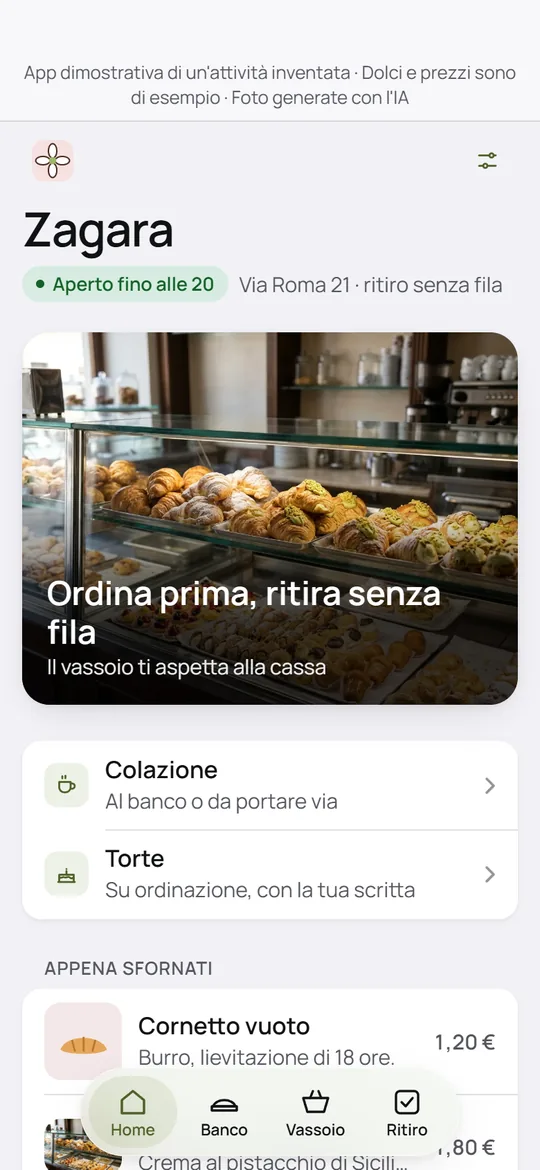 App dimostrativa di un'attività inventata · Dolci e prezzi sono
di esempio · Foto generate con l'IA
Zagara
Aperto fino alle 20
Via Roma 21 · ritiro senza fila
Ordina prima, ritira senza
fila
Il vassoio ti aspetta alla cassa
Colazione
Al banco o da portare via
Torte
Su ordinazione, con la tua scritta
APPENA SFORNATI
Cornetto vuoto
Burro, lievitazione di 18 ore.
1,20 €
Crema al pistacchio di Sicili...
,80 €
Home
Banco
Vassoio
Ritiro